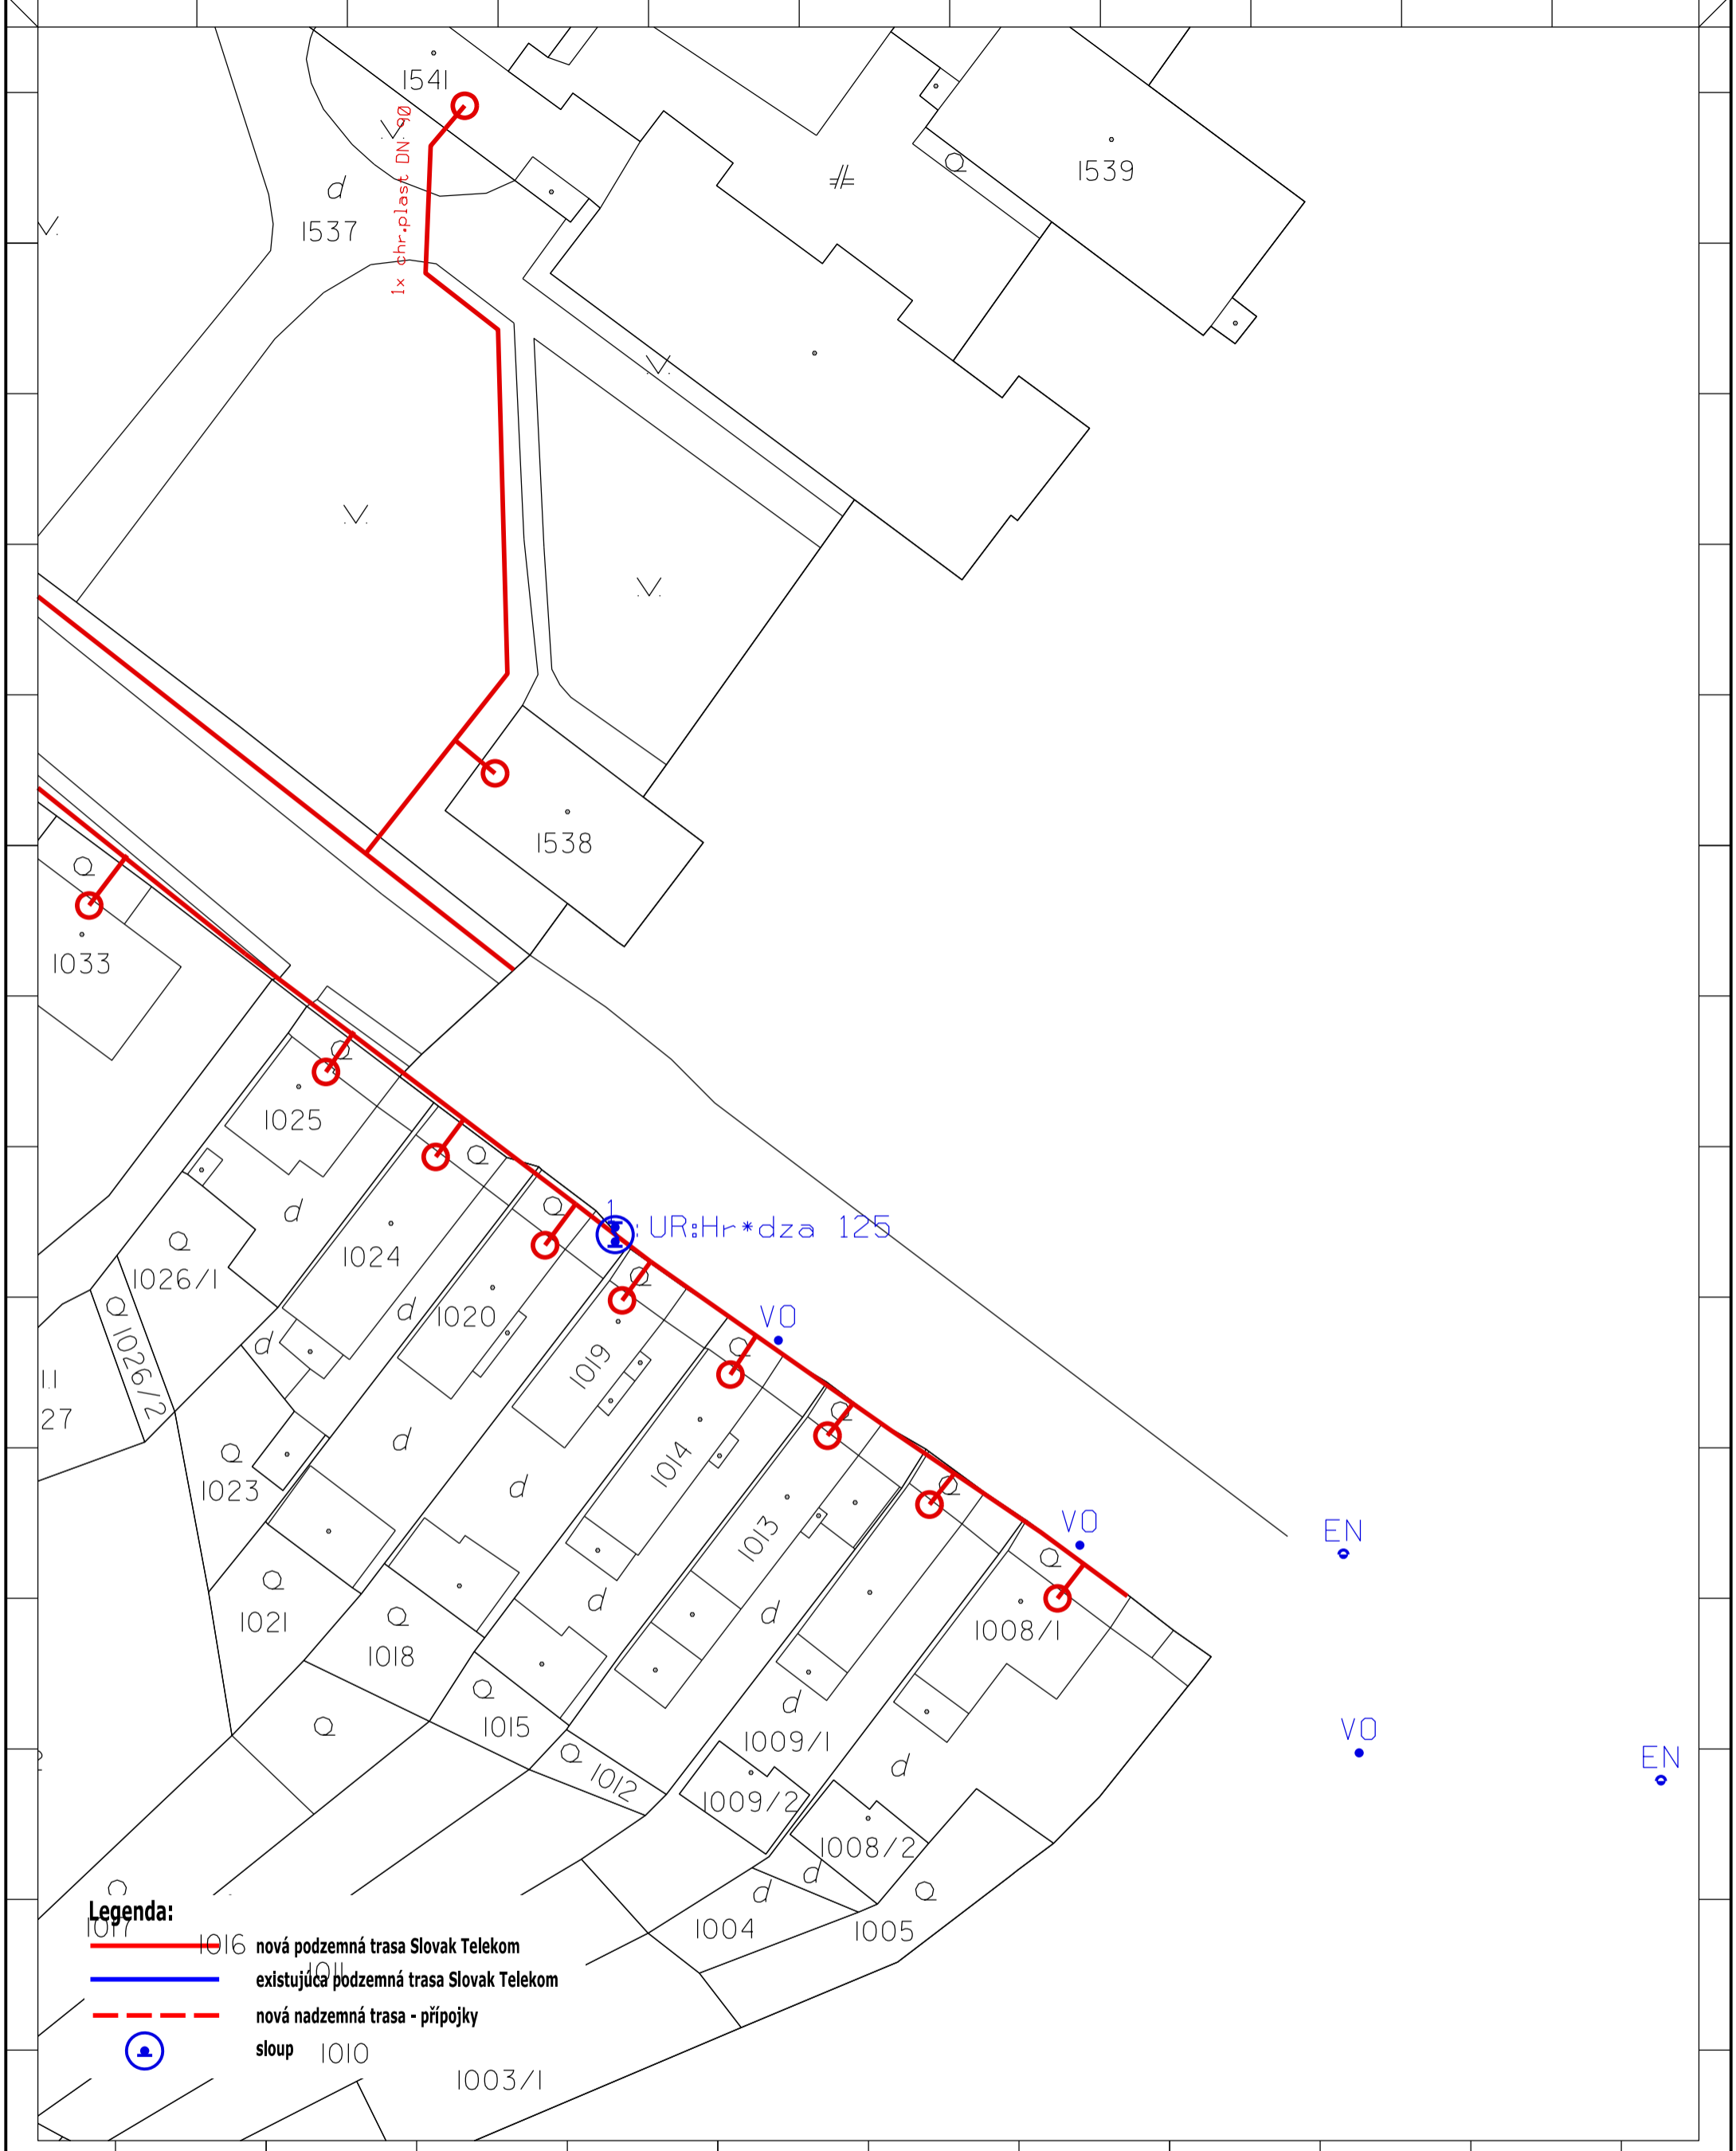 1541
1x chr.plast DN 90
1539
d
1537
1538
1033
1025
d
1024
1 : UR:Hr*dza 125
1026/1
1020
d
d
VO
1026/2
1019
27
d
d
1014
1023
VO
EN
1013
1021
d
d
1008/1
1018
d
1015
1009/1
VO
d
EN
1012
1009/2
1008/2
d
d
1004
1005
Legenda:
1017
1016
nová podzemná trasa Slovak Telekom
1011
existujúca podzemná trasa Slovak Telekom
nová nadzemná trasa - přípojky
sloup
1010
1003/1